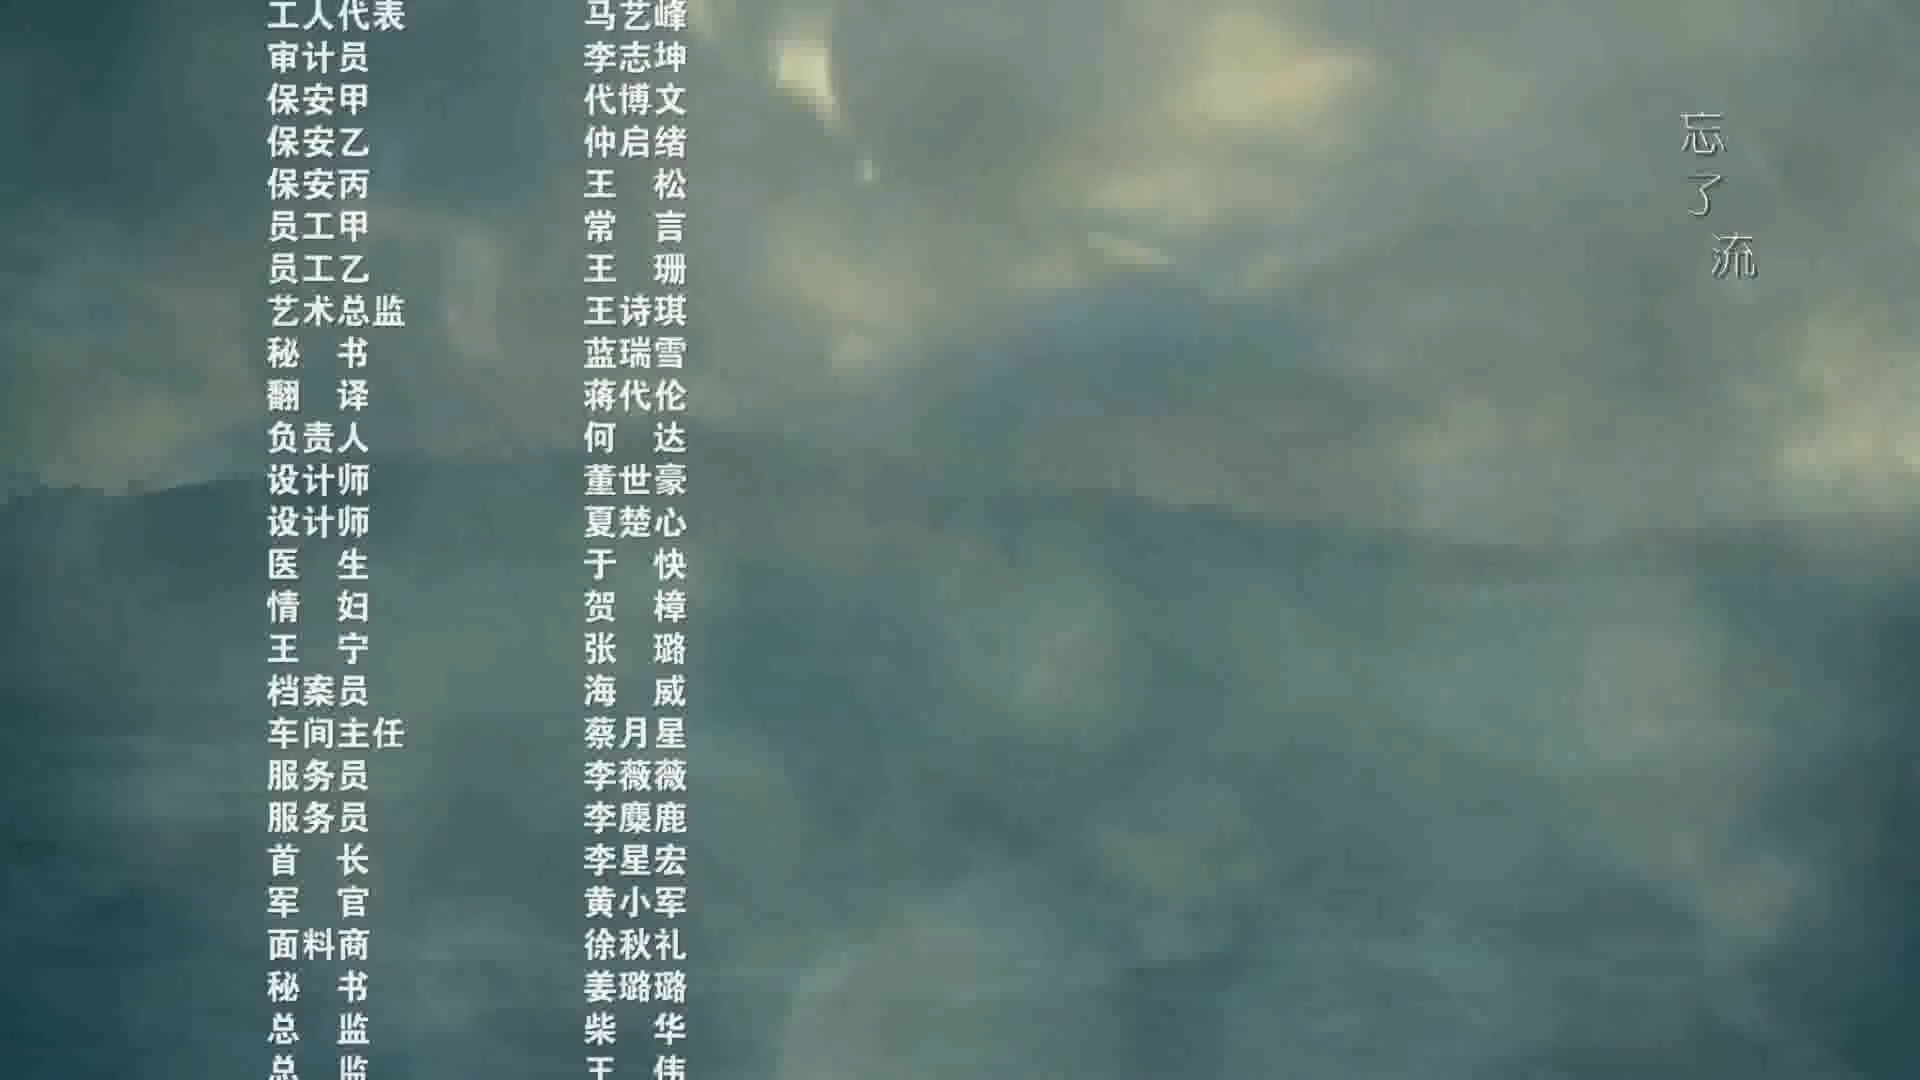 工人代表 马艺峰
审计员 李志坤
保安甲 代博文
保安乙 仲启绪
保安丙 王松
员工甲 常言
员工乙 王珊
艺术总监 王诗琪
秘书 蓝瑞雪
翻译 蒋代伦
负责人 何达
设计师 董世豪
设计师 夏楚心
医生 于快
情妇 贺樟
王宁 张璐
档案员 海威
车间主任 蔡月星
服务员 李薇薇
服务员 李麋鹿
首长 李星宏
军官 黄小军
面料商 徐秋礼
秘书 姜璐璐
总监 柴华
总监 王伟
忘了流